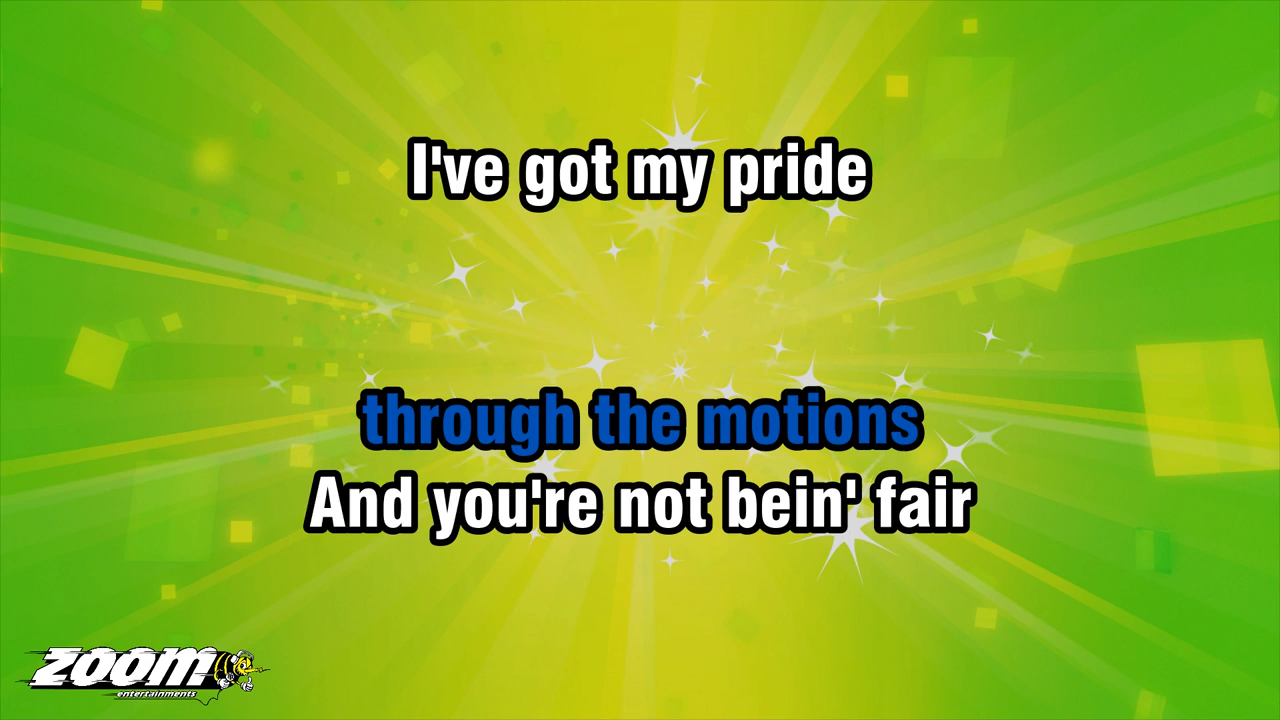 I've got my pride
through the motions
And you're not bein' fair
zoom
entertainments